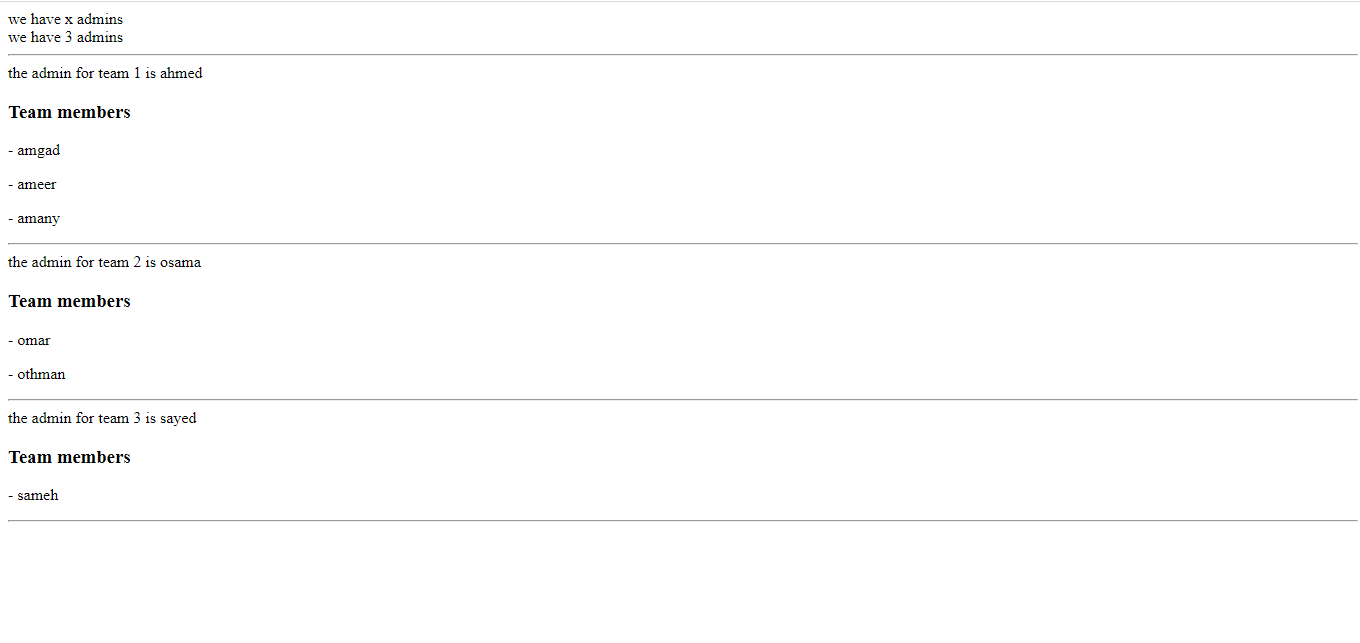 we have x admins
we have 3 admins
the admin for team 1 is ahmed
Team members
- amgad
- ameer
- amany
the admin for team 2 is osama
Team members
- omar
- othman
the admin for team 3 is sayed
Team members
- sameh